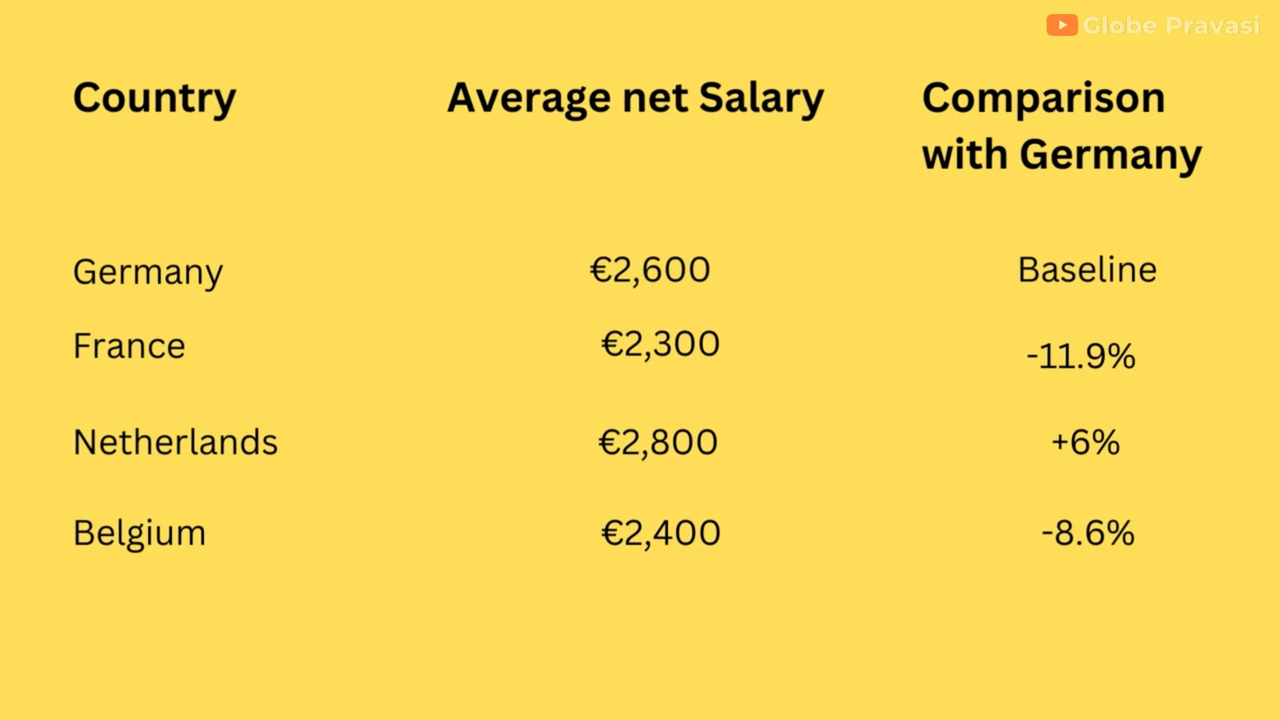 Globe Pravasi
Country Average net Salary Comparison
with Germany
Germany €2,600 Baseline
France €2,300 -11.9%
Netherlands €2,800 +6%
Belgium €2,400 -8.6%